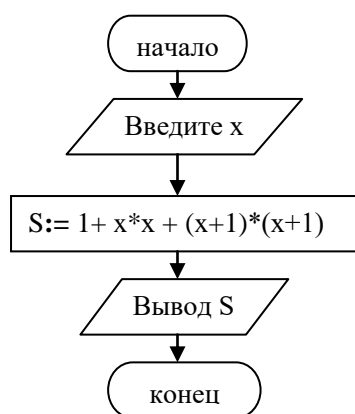 начало
Введите x
S:= 1+ x*x + (x+1)*(x+1)
Вывод S
конец